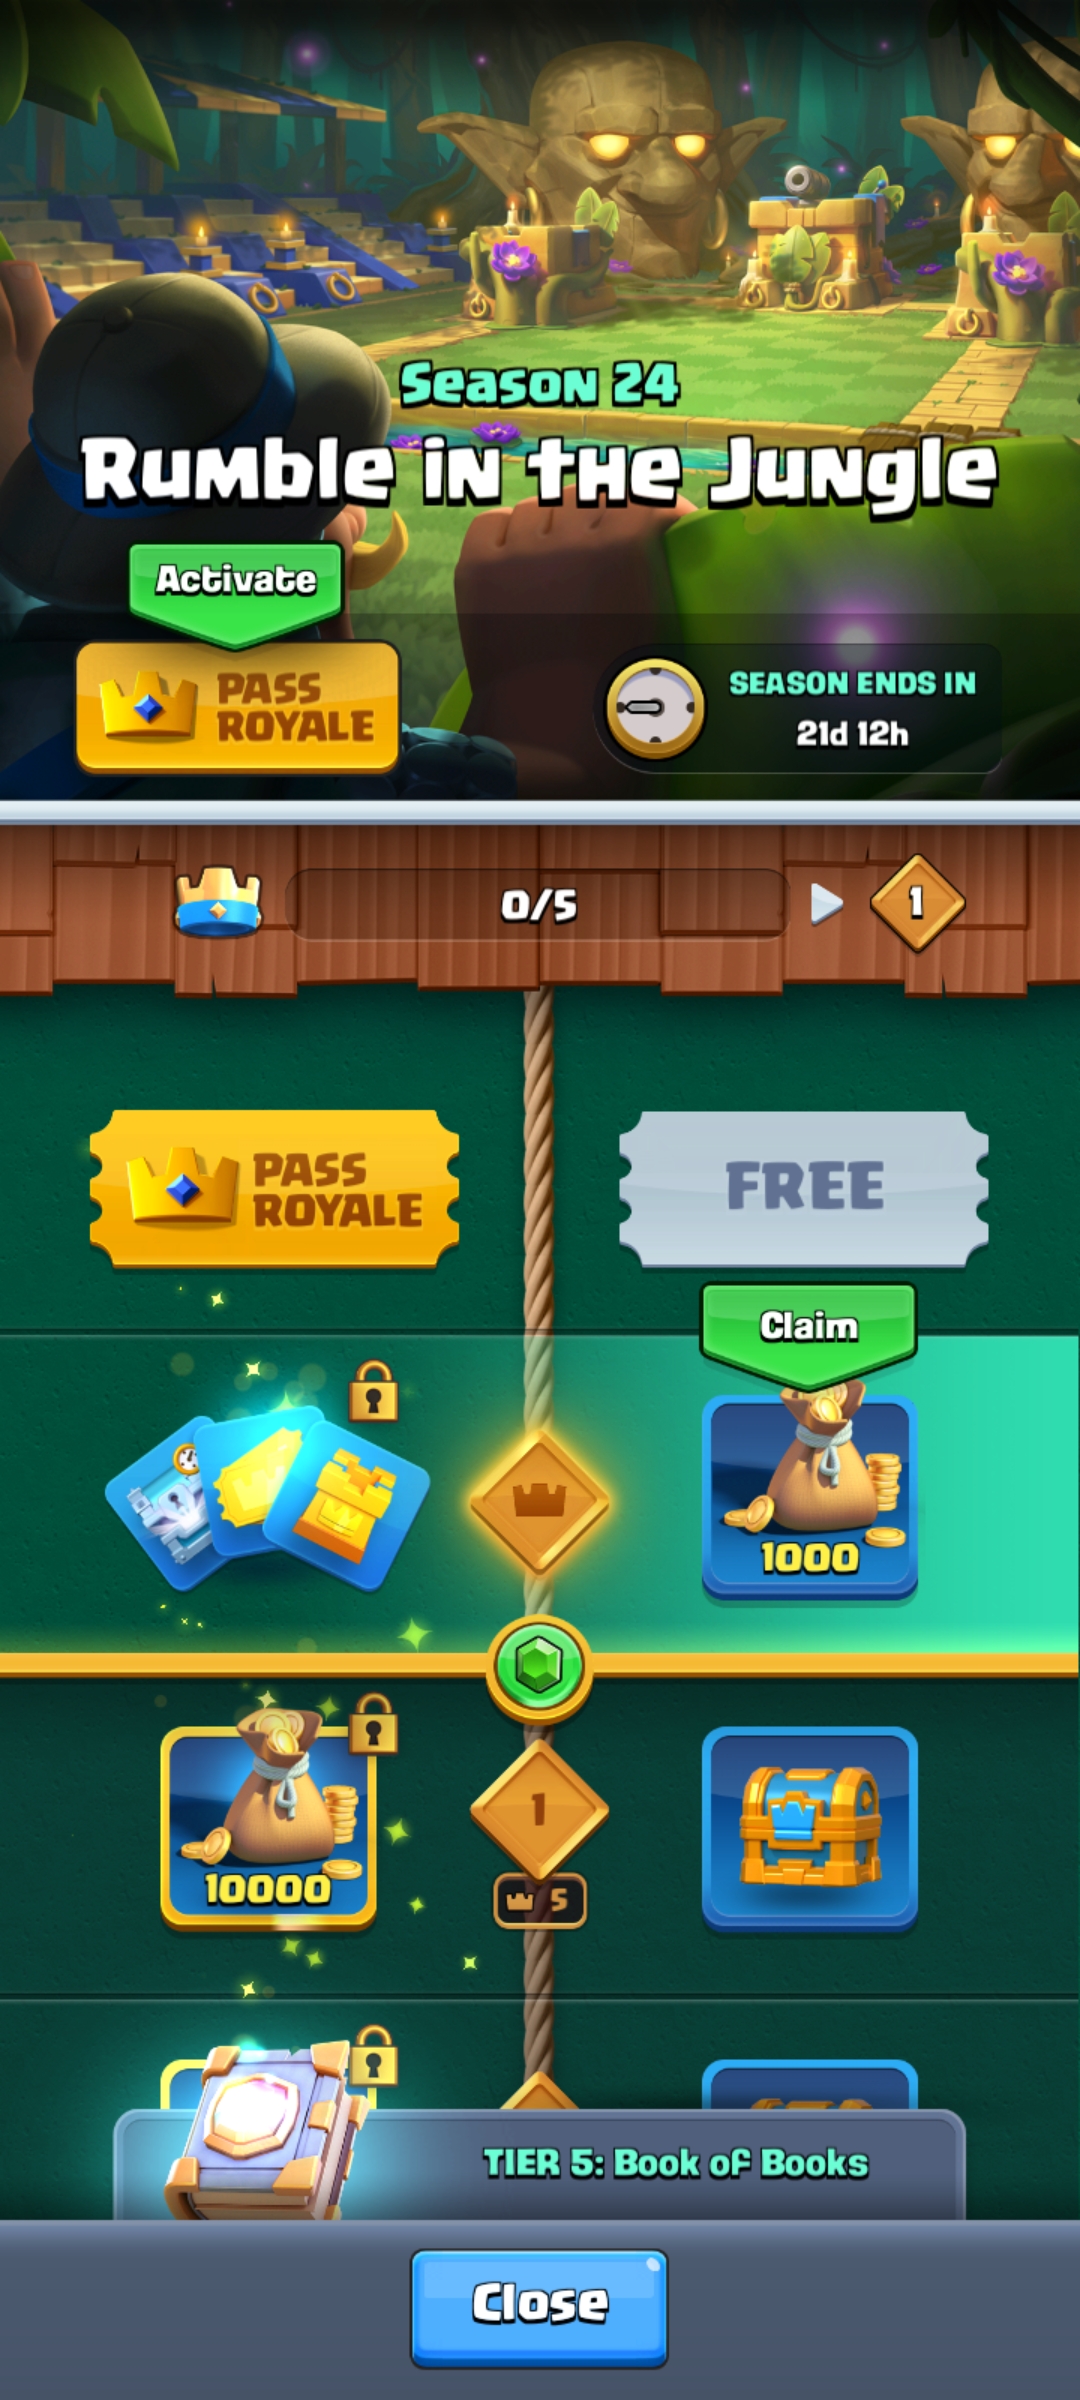 Season 24
Rumble in the Jungle
Activate
PASS
ROYALE
SEASON ENDS IN
21d 12h
0/5
1
PASS
ROYALE
FREE
Claim
1000
10000
1
5
TIER 5: Book of Books
Close